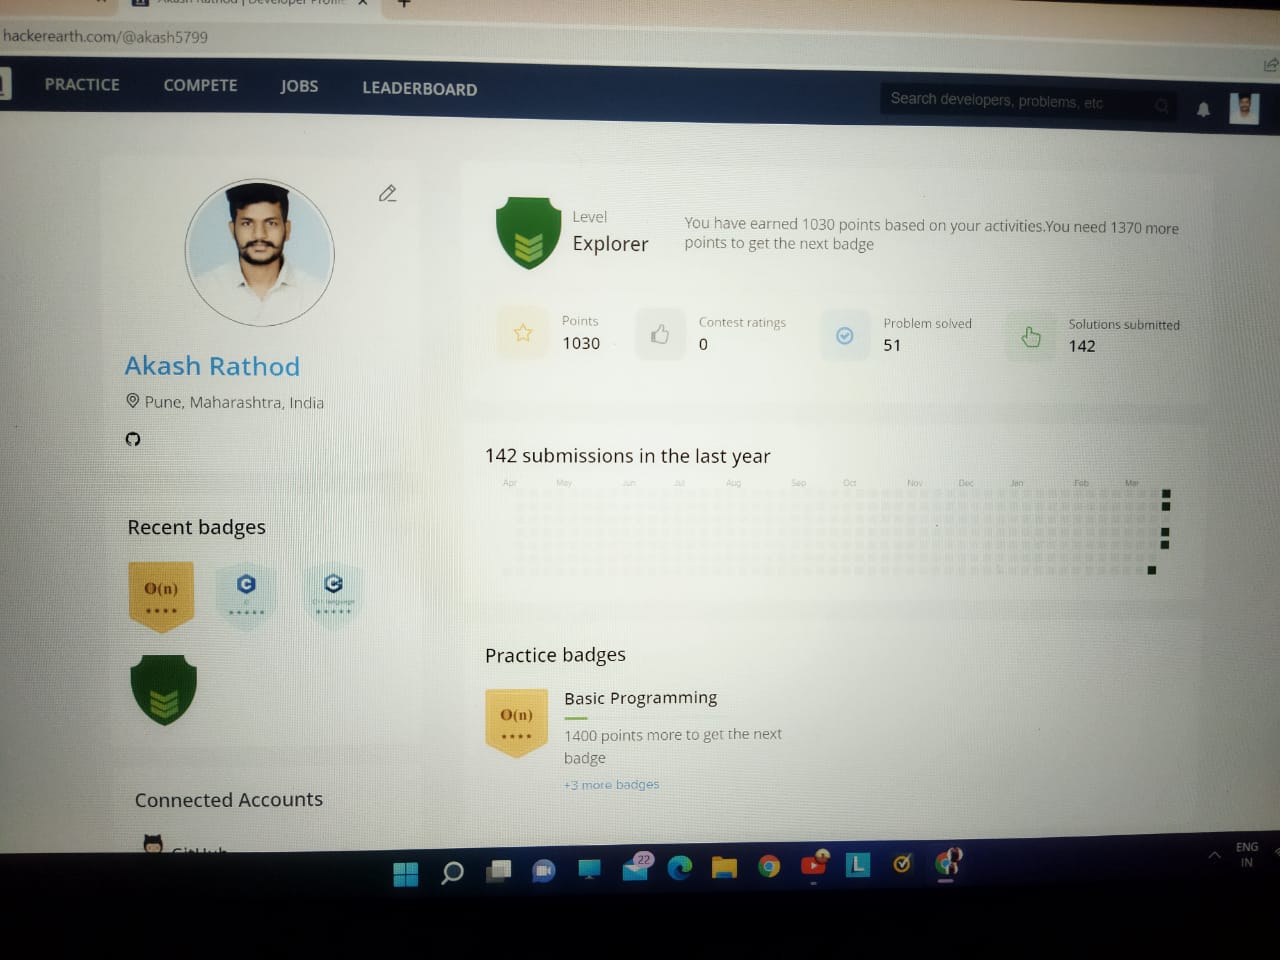 hackerearth.com/@akash5799
PRACTICE COMPETE JOBS LEADERBOARD
Search developers, problems, etc
Level
Explorer
You have earned 1030 points based on your activities.You need 1370 more
points to get the next badge
Points
1030
Contest ratings
0
Problem solved
51
Solutions submitted
142
Akash Rathod
Pune, Maharashtra, India
142 submissions in the last year
Apr May Jun Jul Aug Sep Oct Nov Dec Jan Feb Mar
Recent badges
O(n)
C
C
C++ language
Practice badges
O(n)
Basic Programming
1400 points more to get the next
badge
+3 more badges
Connected Accounts
GitHub
22
L
ENG
IN